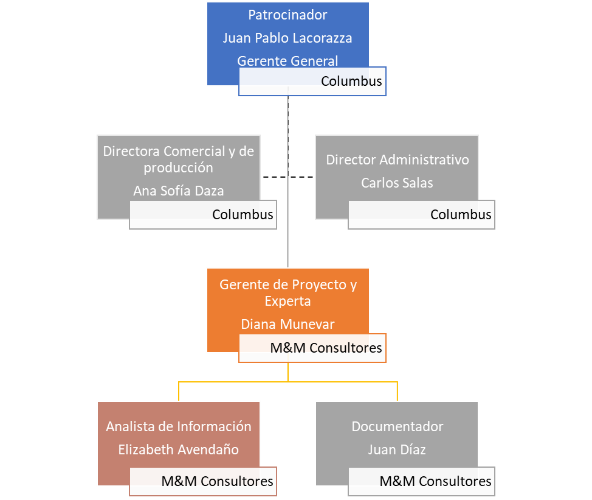 Patrocinador
Juan Pablo Lacorazza
Gerente General
Columbus
Directora Comercial y de
producción
Ana Sofía Daza
Columbus
Director Administrativo
Carlos Salas
Columbus
Gerente de Proyecto y
Experta
Diana Munevar
M&M Consultores
Analista de Información
Elizabeth Avendaño
M&M Consultores
Documentador
Juan Díaz
M&M Consultores